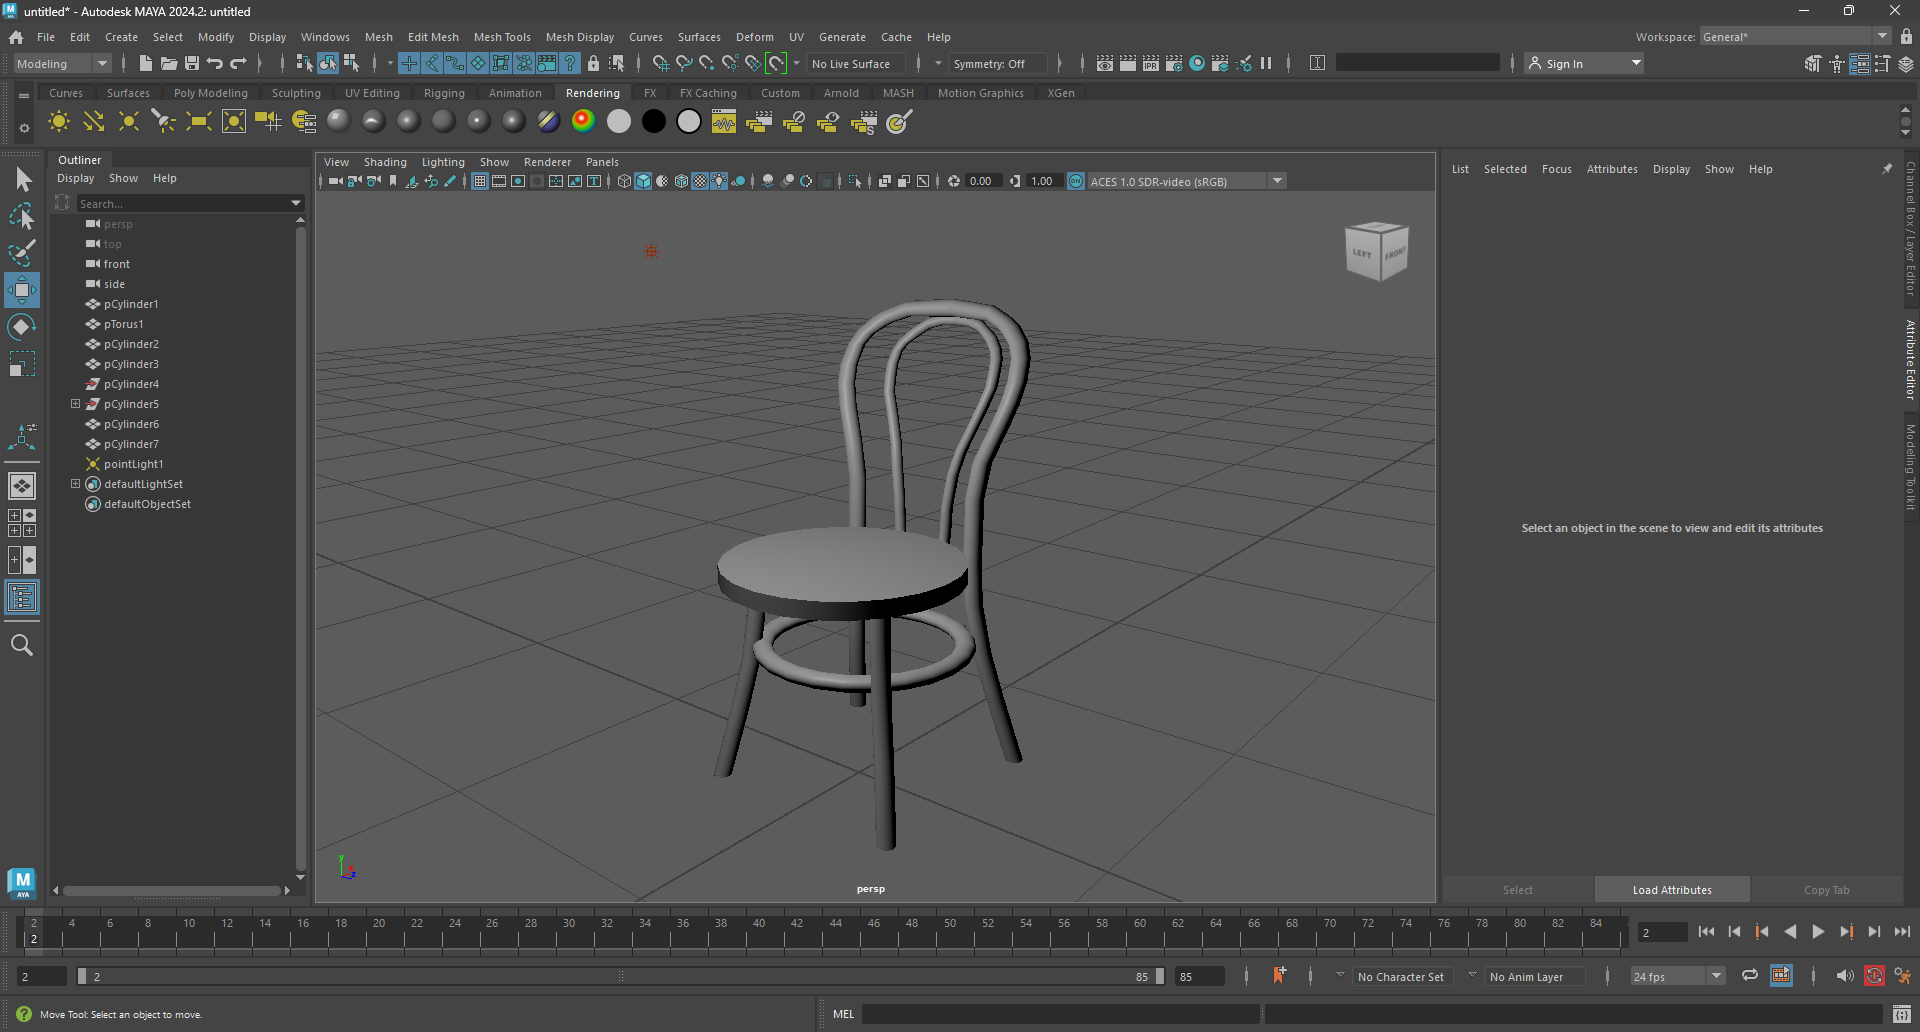 untitled* - Autodesk MAYA 2024.2: untitled
File Edit Create Select Modify Display Windows Mesh Edit Mesh Mesh Tools Mesh Display Curves Surfaces Deform UV Generate Cache Help
Workspace: General*
Modeling
No Live Surface
Symmetry: Off
Sign In
Curves Surfaces Poly Modeling Sculpting UV Editing Rigging Animation Rendering FX FX Caching Custom Arnold MASH Motion Graphics XGen
IPR
S
Outliner
Display Show Help
Search...
persp
top
front
side
pCylinder1
pTorus1
pCylinder2
pCylinder3
pCylinder4
pCylinder5
pCylinder6
pCylinder7
pointLight1
defaultLightSet
defaultObjectSet
View Shading Lighting Show Renderer Panels
0.00
1.00
ON
ACES 1.0 SDR-video (sRGB)
LEFT
FRONT
y
z
persp
List Selected Focus Attributes Display Show Help
Select an object in the scene to view and edit its attributes
Select
Load Attributes
Copy Tab
Channel Box / Layer Editor
Attribute Editor
Modeling Toolkit
M
AYA
2 4 6 8 10 12 14 16 18 20 22 24 26 28 30 32 34 36 38 40 42 44 46 48 50 52 54 56 58 60 62 64 66 68 70 72 74 76 78 80 82 84
2
2
2
2
85
85
No Character Set
No Anim Layer
24 fps
Move Tool: Select an object to move.
MEL